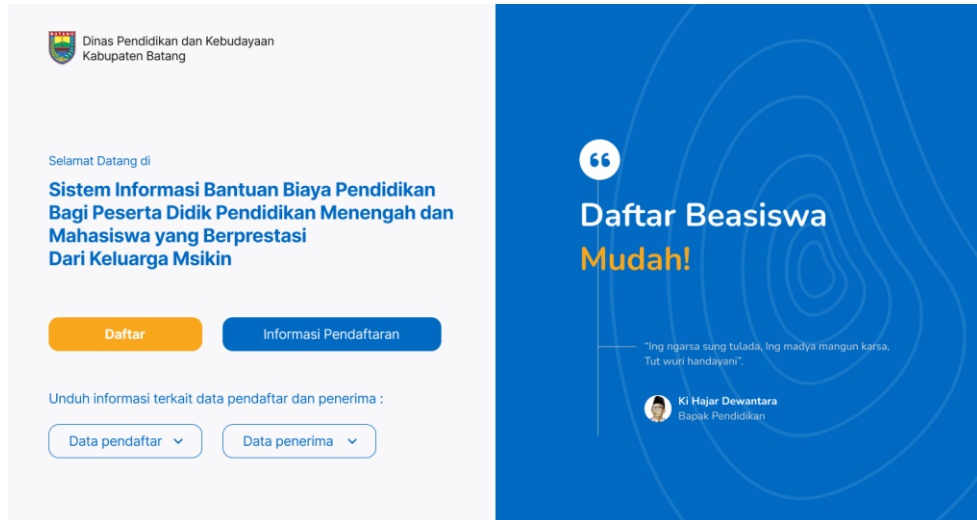 BATANG
Dinas Pendidikan dan Kebudayaan
Kabupaten Batang
Selamat Datang di
Sistem Informasi Bantuan Biaya Pendidikan
Bagi Peserta Didik Pendidikan Menengah dan
Mahasiswa yang Berprestasi
Dari Keluarga Msikin
Daftar
Informasi Pendaftaran
Unduh informasi terkait data pendaftar dan penerima :
Data pendaftar
Data penerima
Daftar Beasiswa
Mudah!
“Ing ngarsa sung tulada, Ing madya mangun karsa,
Tut wuri handayani”.
Ki Hajar Dewantara
Bapak Pendidikan